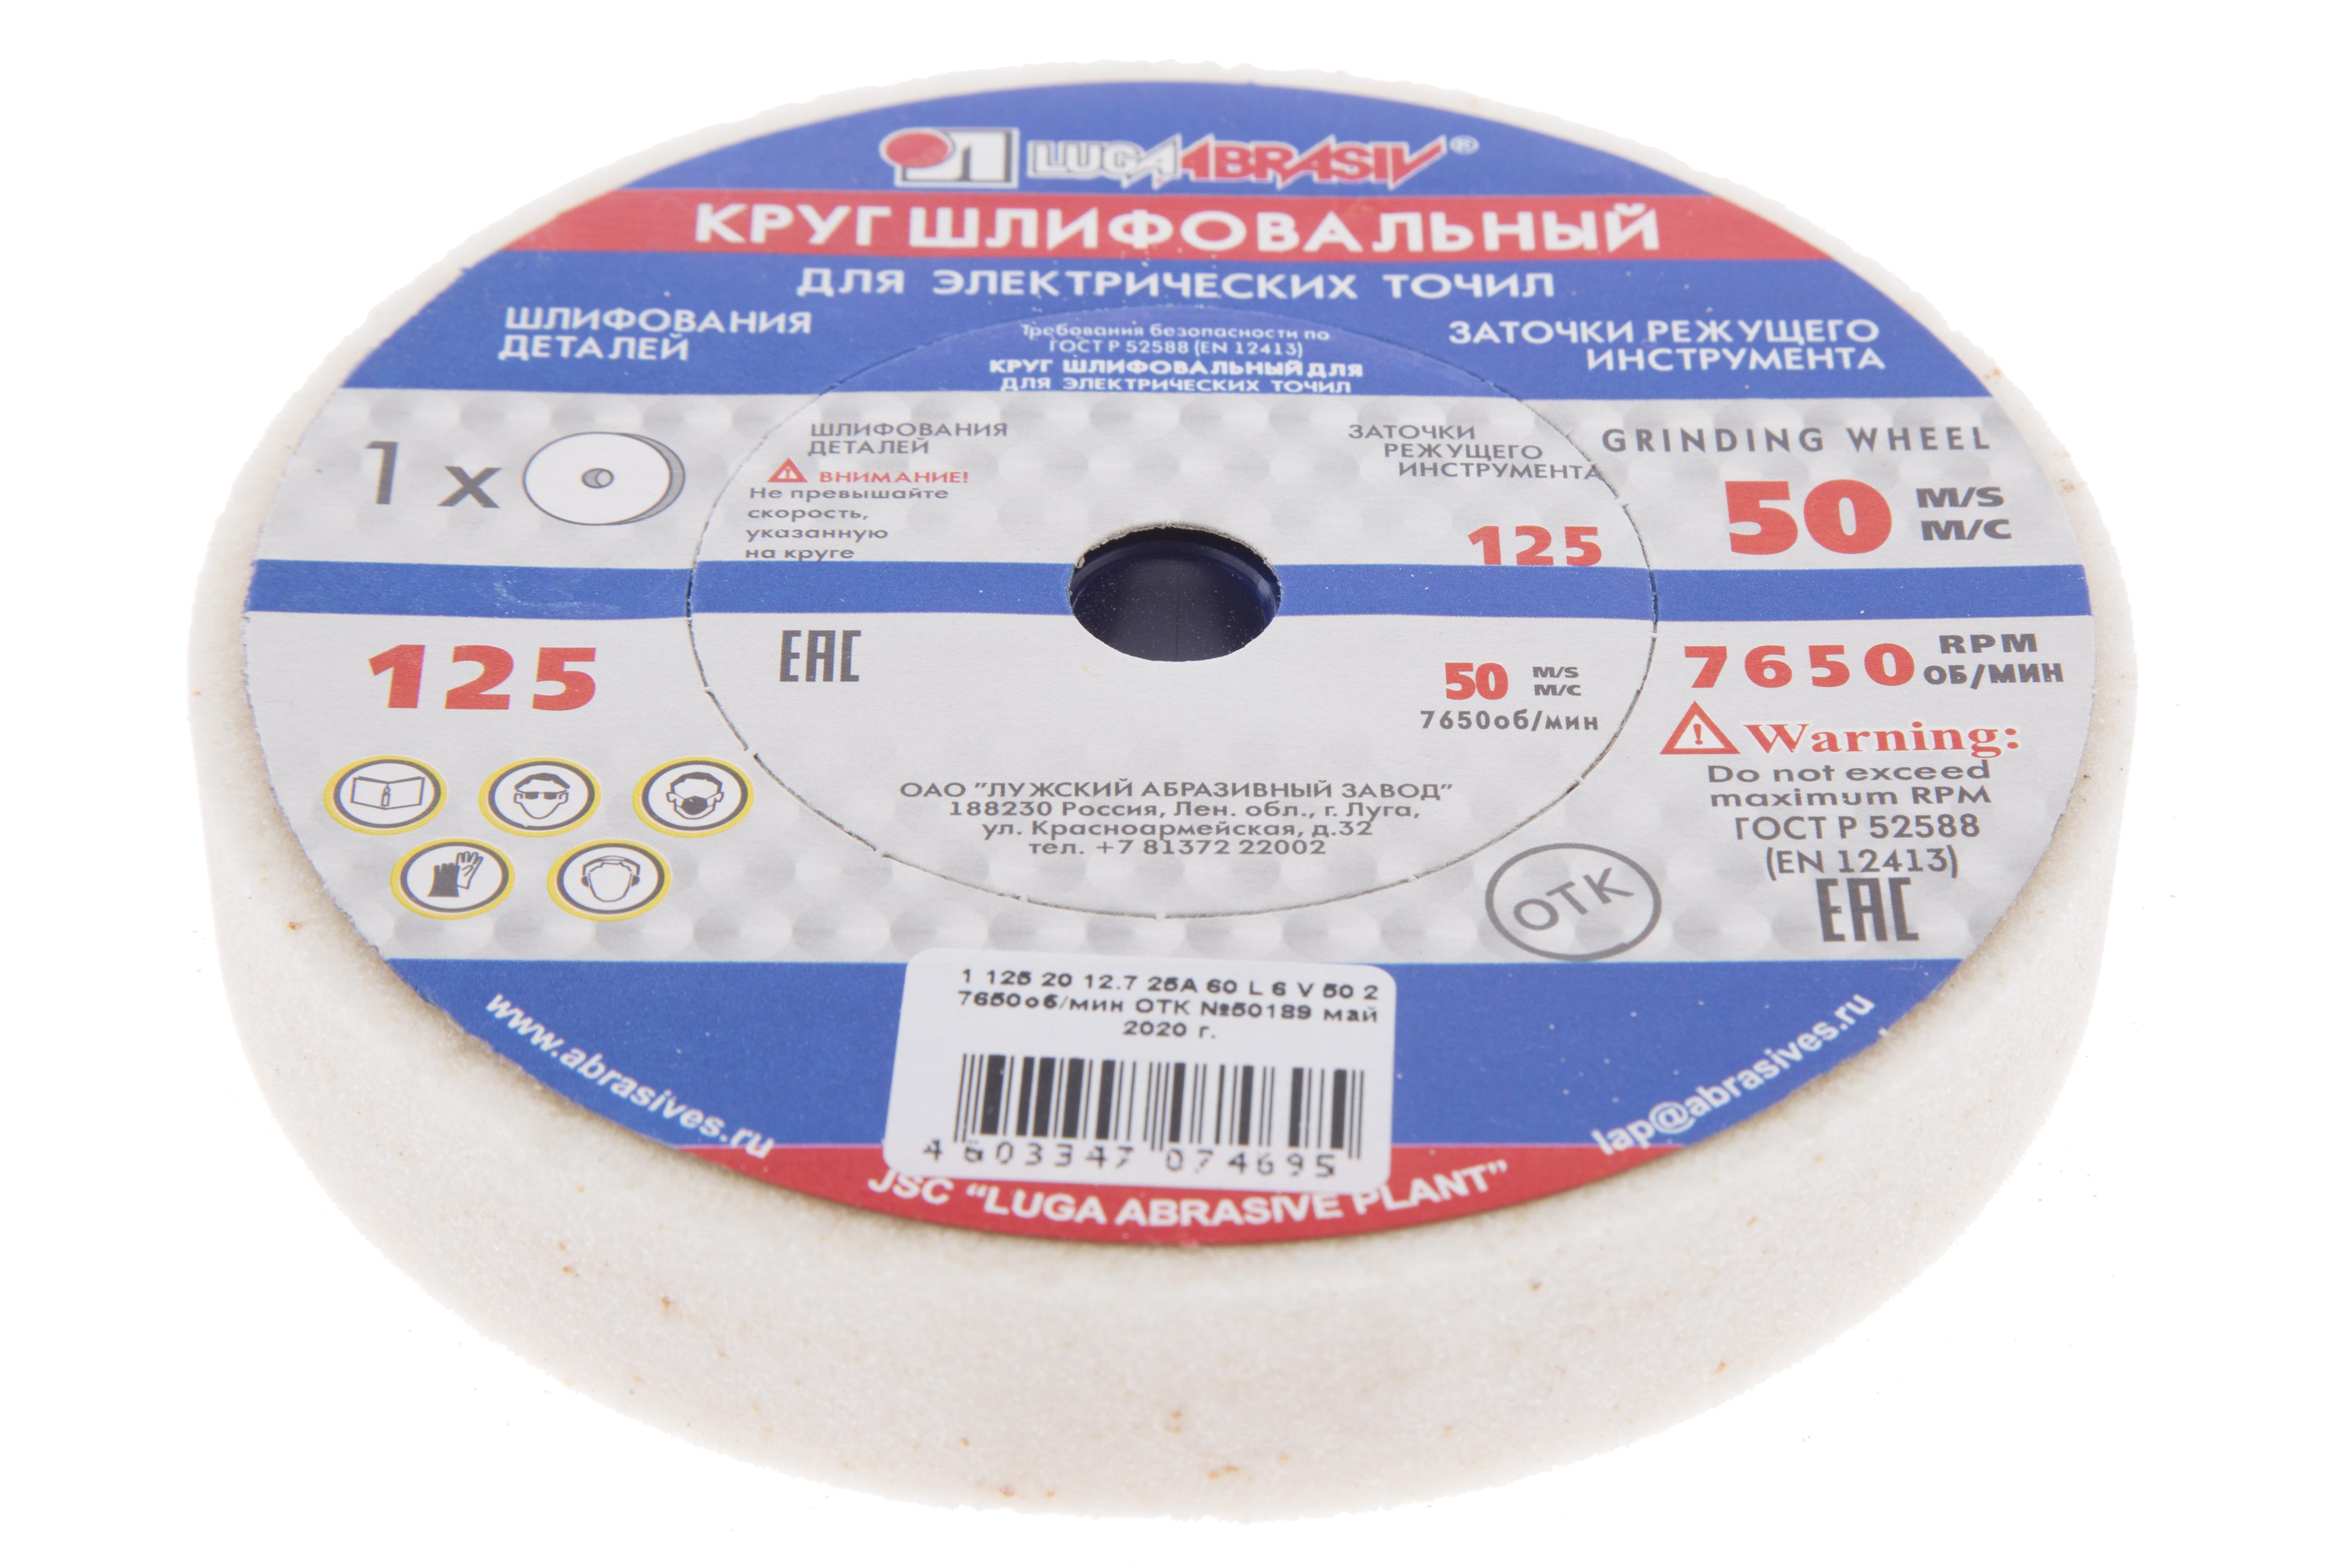 Л LUGAABRASIV®
КРУГ ШЛИФОВАЛЬНЫЙ
ДЛЯ ЭЛЕКТРИЧЕСКИХ ТОЧИЛ
ШЛИФОВАНИЯ
ДЕТАЛЕЙ
ЗАТОЧКИ РЕЖУЩЕГО
ИНСТРУМЕНТА
Требования безопасности по
ГОСТ Р 52588 (EN 12413)
КРУГ ШЛИФОВАЛЬНЫЙ ДЛЯ
ДЛЯ ЭЛЕКТРИЧЕСКИХ ТОЧИЛ
1 x
ШЛИФОВАНИЯ
ДЕТАЛЕЙ
ВНИМАНИЕ!
Не превышайте
скорость,
указанную
на круге
ЗАТОЧКИ
РЕЖУЩЕГО
ИНСТРУМЕНТА
125
GRINDING WHEEL
50 M/S
М/С
125
EAC
50 M/S
М/С
7650об/мин
7650 RPM
ОБ/МИН
Warning:
Do not exceed
maximum RPM
ГОСТ Р 52588
(EN 12413)
EAC
ОАО "ЛУЖСКИЙ АБРАЗИВНЫЙ ЗАВОД"
188230 Россия, Лен. обл., г. Луга,
ул. Красноармейская, д.32
тел. +7 81372 22002
ОТК
1 125 20 12.7 25А 60 L 6 V 50 2
7650об/мин ОТК №50189 май
2020 г.
4 603347 074695
www.abrasives.ru
lap@abrasives.ru
JSC "LUGA ABRASIVE PLANT"